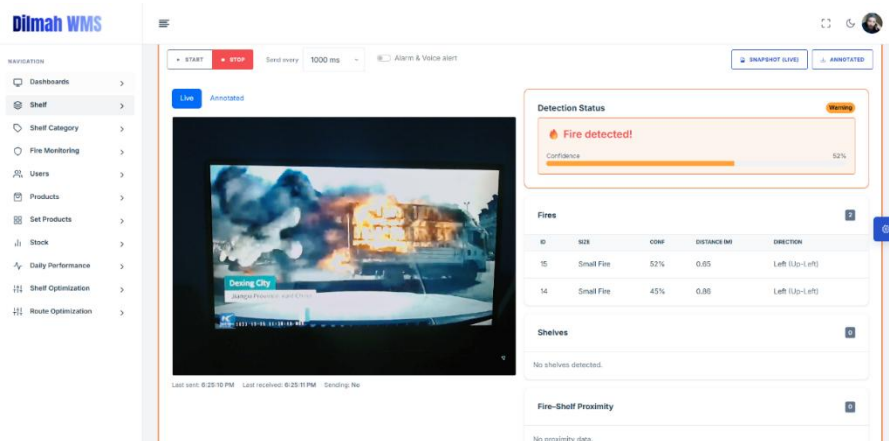 Dilmah WMS
NAVIGATION
Dashboards
Shelf
Shelf Category
Fire Monitoring
Users
Products
Set Products
Stock
Daily Performance
Shelf Optimization
Route Optimization
START
STOP
Send every
1000 ms
Alarm & Voice alert
SNAPSHOT (LIVE)
ANNOTATED
Live
Annotated
Dexing City
Last sent: 6:25:10 PM Last received: 6:25:11 PM Sending: No
Detection Status
Warning
Fire detected!
Confidence
52%
Fires
2
ID SIZE CONF DISTANCE (M) DIRECTION
15 Small Fire 52% 0.65 Left (Up-Left)
14 Small Fire 45% 0.86 Left (Up-Left)
Shelves
0
No shelves detected.
Fire-Shelf Proximity
0
No proximity data.